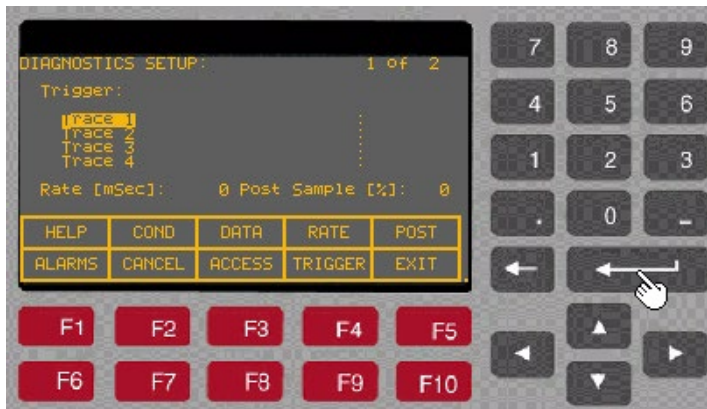 DIAGNOSTICS SETUP: 1 of 2
Trigger:
Trace 1 :
Trace 2 :
Trace 3 :
Trace 4 :
Rate [mSec]: 0 Post Sample [%]: 0
HELP COND DATA RATE POST
ALARMS CANCEL ACCESS TRIGGER EXIT
F1 F2 F3 F4 F5
F6 F7 F8 F9 F10
7 8 9
4 5 6
1 2 3
. 0 –